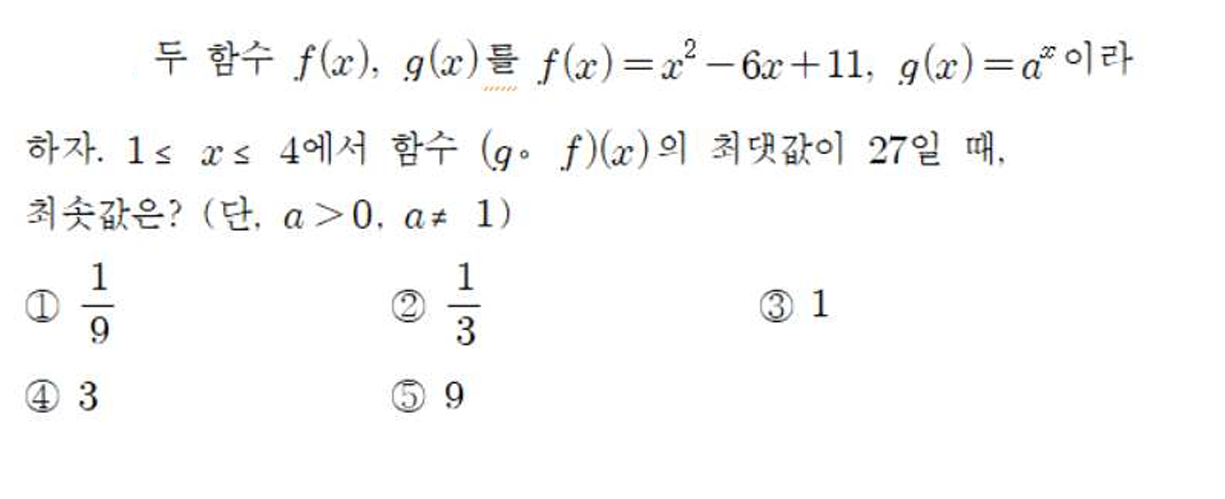 두 함수 f(x), g(x)를 f(x)=x²-6x+11, g(x)=aˣ이라
하자. 1≤ x≤ 4에서 함수 (g∘ f)(x)의 최댓값이 27일 때,
최솟값은? (단, a>0, a≠ 1)
① 1/9 ② 1/3 ③ 1
④ 3 ⑤ 9